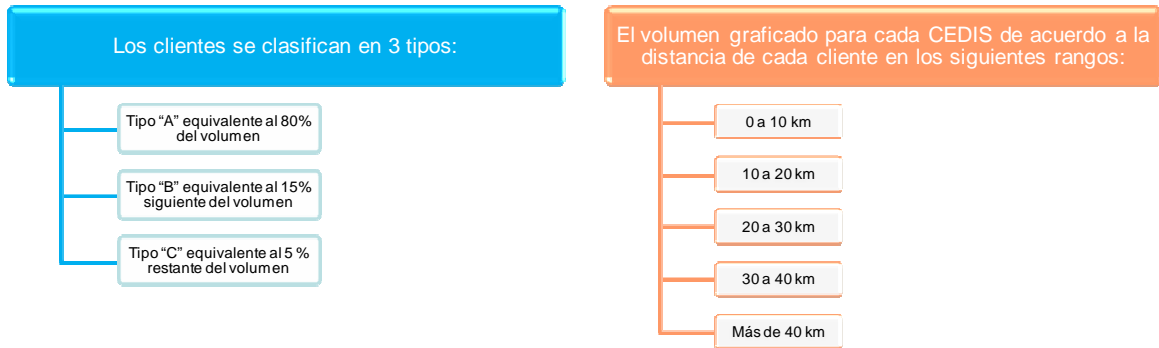 Los clientes se clasifican en 3 tipos:
Tipo “A” equivalente al 80%
del volumen
Tipo “B” equivalente al 15%
siguiente del volumen
Tipo “C” equivalente al 5 %
restante del volumen
El volumen graficado para cada CEDIS de acuerdo a la
distancia de cada cliente en los siguientes rangos:
0 a 10 km
10 a 20 km
20 a 30 km
30 a 40 km
Más de 40 km